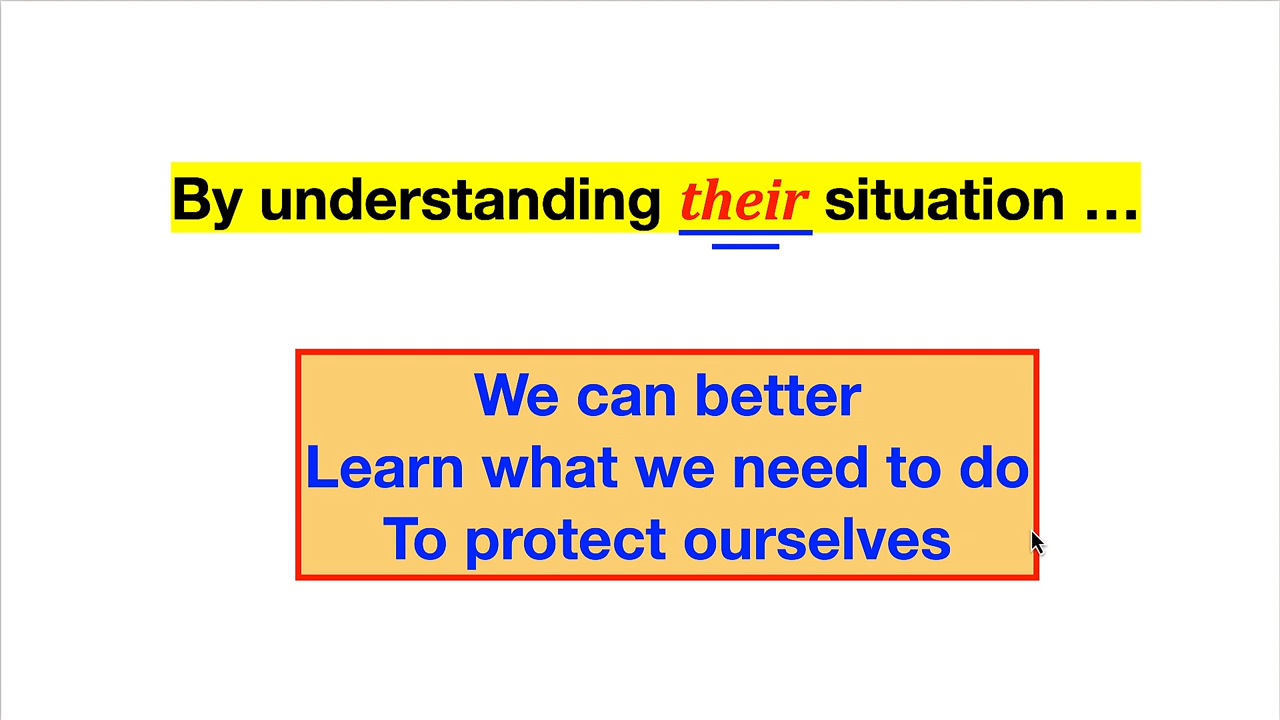 By understanding their situation ...
We can better
Learn what we need to do
To protect ourselves